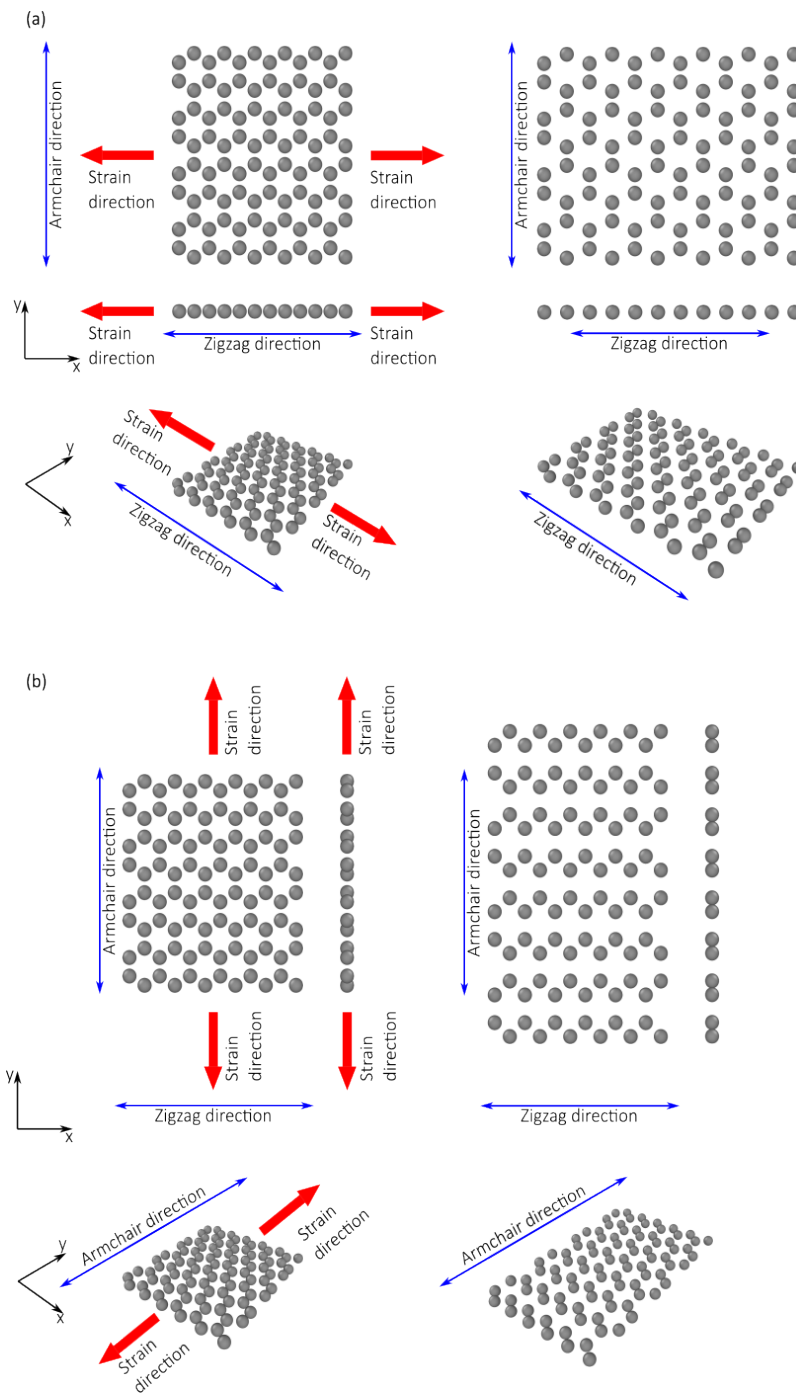 (a)
Armchair direction
Strain
direction
Strain
direction
Armchair direction
y
x
Strain
direction
Strain
direction
Zigzag direction
Zigzag direction
y
x
Strain
direction
Strain
direction
Zigzag direction
Zigzag direction
(b)
Strain
direction
Strain
direction
Armchair direction
Armchair direction
Strain
direction
Strain
direction
y
x
Zigzag direction
Zigzag direction
y
x
Armchair direction
Strain
direction
Strain
direction
Armchair direction